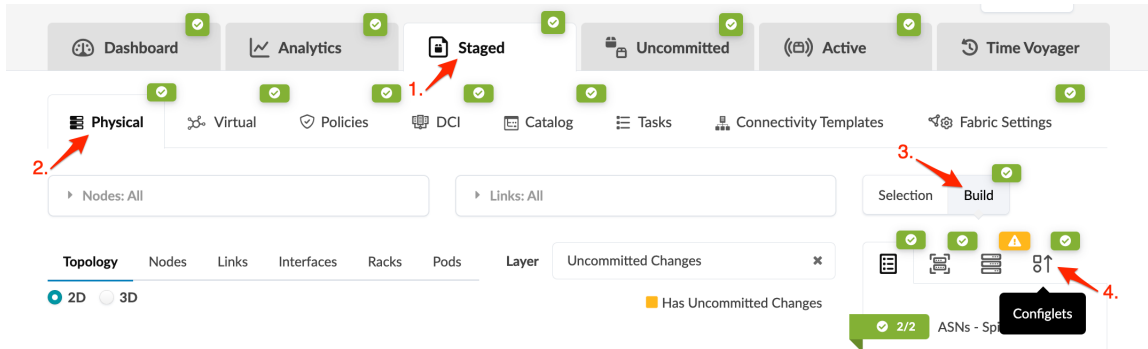 Dashboard Analytics Staged Uncommitted Active Time Voyager
1.
Physical Virtual Policies DCI Catalog Tasks Connectivity Templates Fabric Settings
2.
3.
Nodes: All Links: All Selection Build
Topology Nodes Links Interfaces Racks Pods Layer Uncommitted Changes
4.
2D 3D
Has Uncommitted Changes
Configlets
2/2 ASNs - Spi